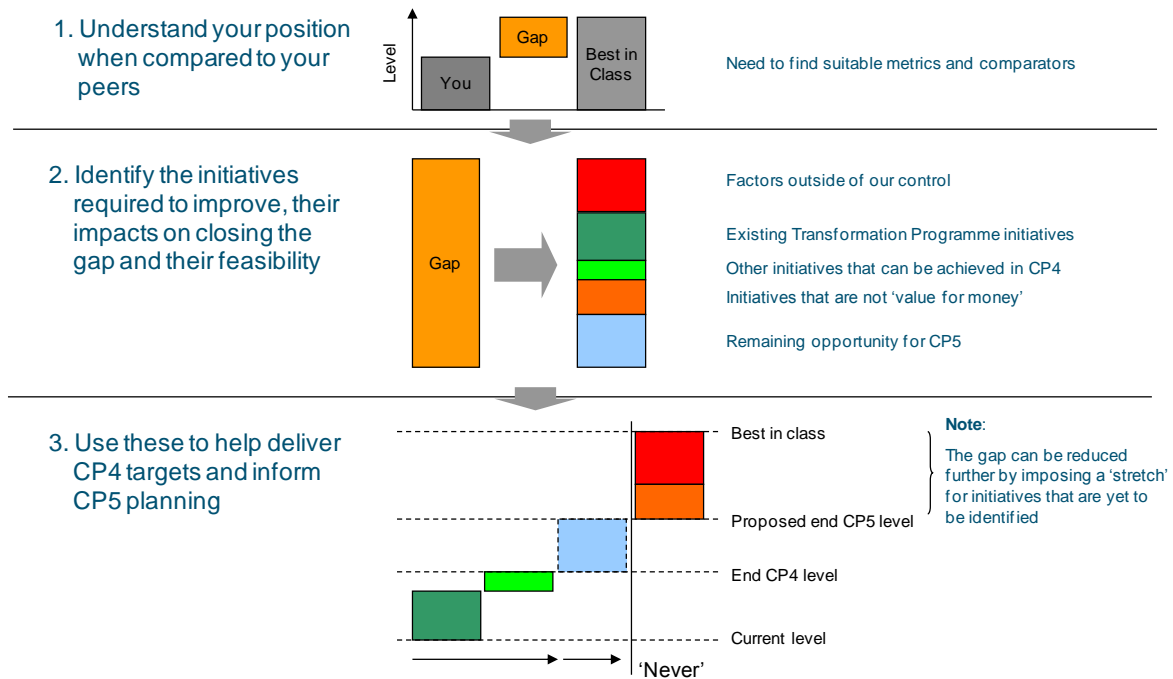 1. Understand your position
when compared to your
peers
Level
You
Gap
Best in
Class
Need to find suitable metrics and comparators
2. Identify the initiatives
required to improve, their
impacts on closing the
gap and their feasibility
Gap
Factors outside of our control
Existing Transformation Programme initiatives
Other initiatives that can be achieved in CP4
Initiatives that are not ‘value for money’
Remaining opportunity for CP5
3. Use these to help deliver
CP4 targets and inform
CP5 planning
Best in class
Proposed end CP5 level
End CP4 level
Current level
‘Never’
Note:
The gap can be reduced
further by imposing a ‘stretch’
for initiatives that are yet to
be identified